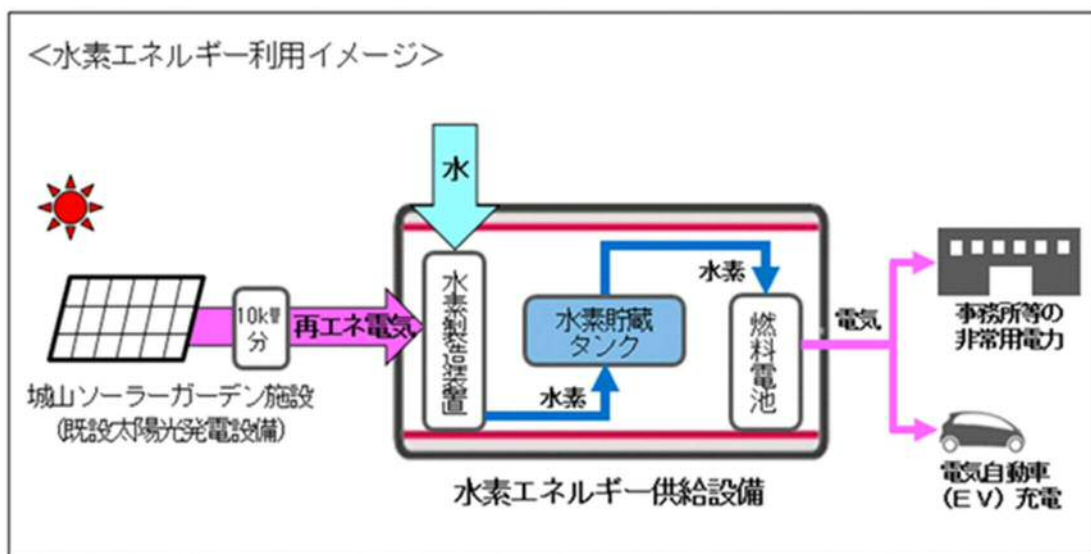 <水素エネルギー利用イメージ>
水
10k㍗
分
再エネ電気
城山ソーラーガーデン施設
(既設太陽光発電設備)
水素製造装置
水素
水素貯蔵
タンク
水素
燃料電池
水素エネルギー供給設備
電気
事務所等の
非常用電力
電気自動車
(EV)充電